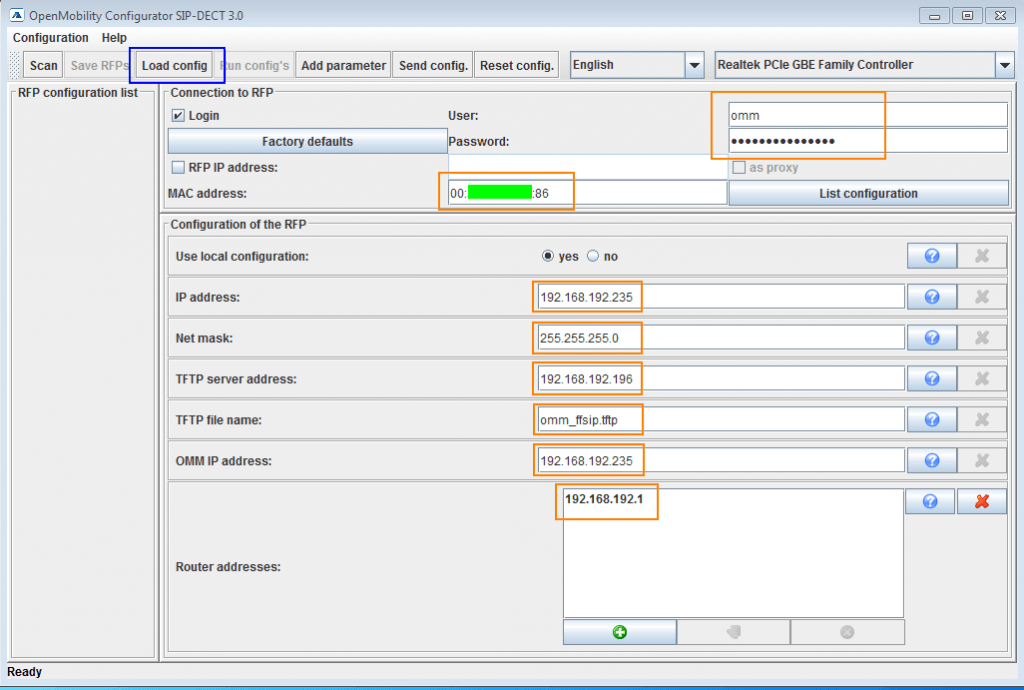 OpenMobility Configurator SIP-DECT 3.0
Configuration Help
Scan Save RFPs Load config un config's Add parameter Send config. Reset config. English Realtek PCIe GBE Family Controller
RFP configuration list
Connection to RFP
Login User: omm
Factory defaults Password: •••••••••••••••
RFP IP address: as proxy
MAC address: 00: :86 List configuration
Configuration of the RFP
Use local configuration: yes no
IP address: 192.168.192.235
Net mask: 255.255.255.0
TFTP server address: 192.168.192.196
TFTP file name: omm_ffsip.tftp
OMM IP address: 192.168.192.235
192.168.192.1
Router addresses:
Ready